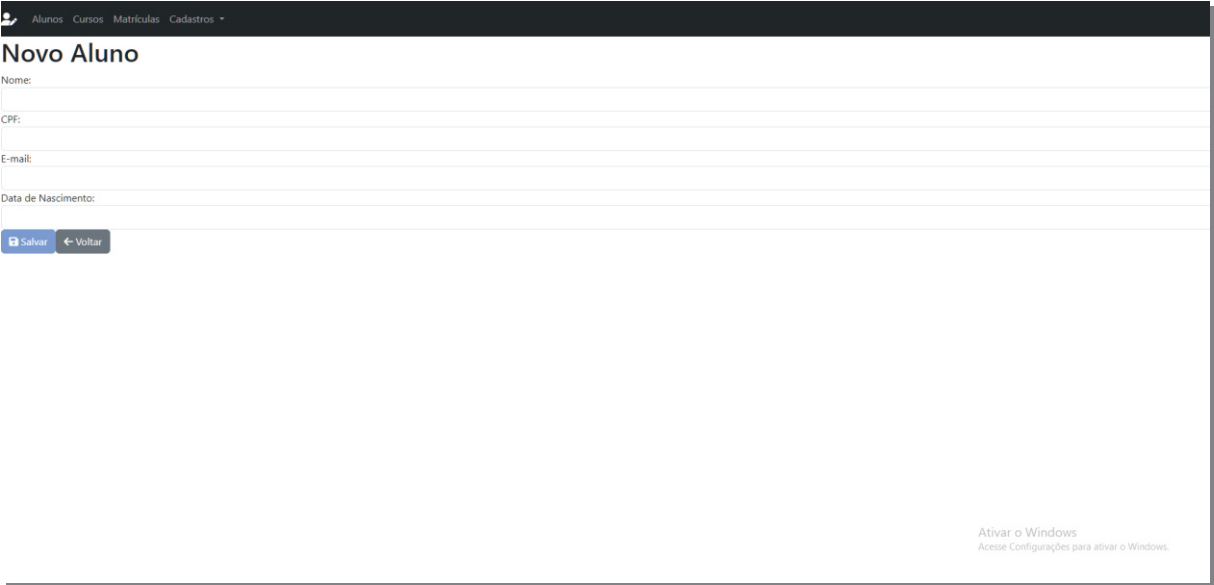 Alunos Cursos Matrículas Cadastros
Novo Aluno
Nome:
CPF:
E-mail:
Data de Nascimento:
Salvar Voltar
Ativar o Windows
Acesse Configurações para ativar o Windows.